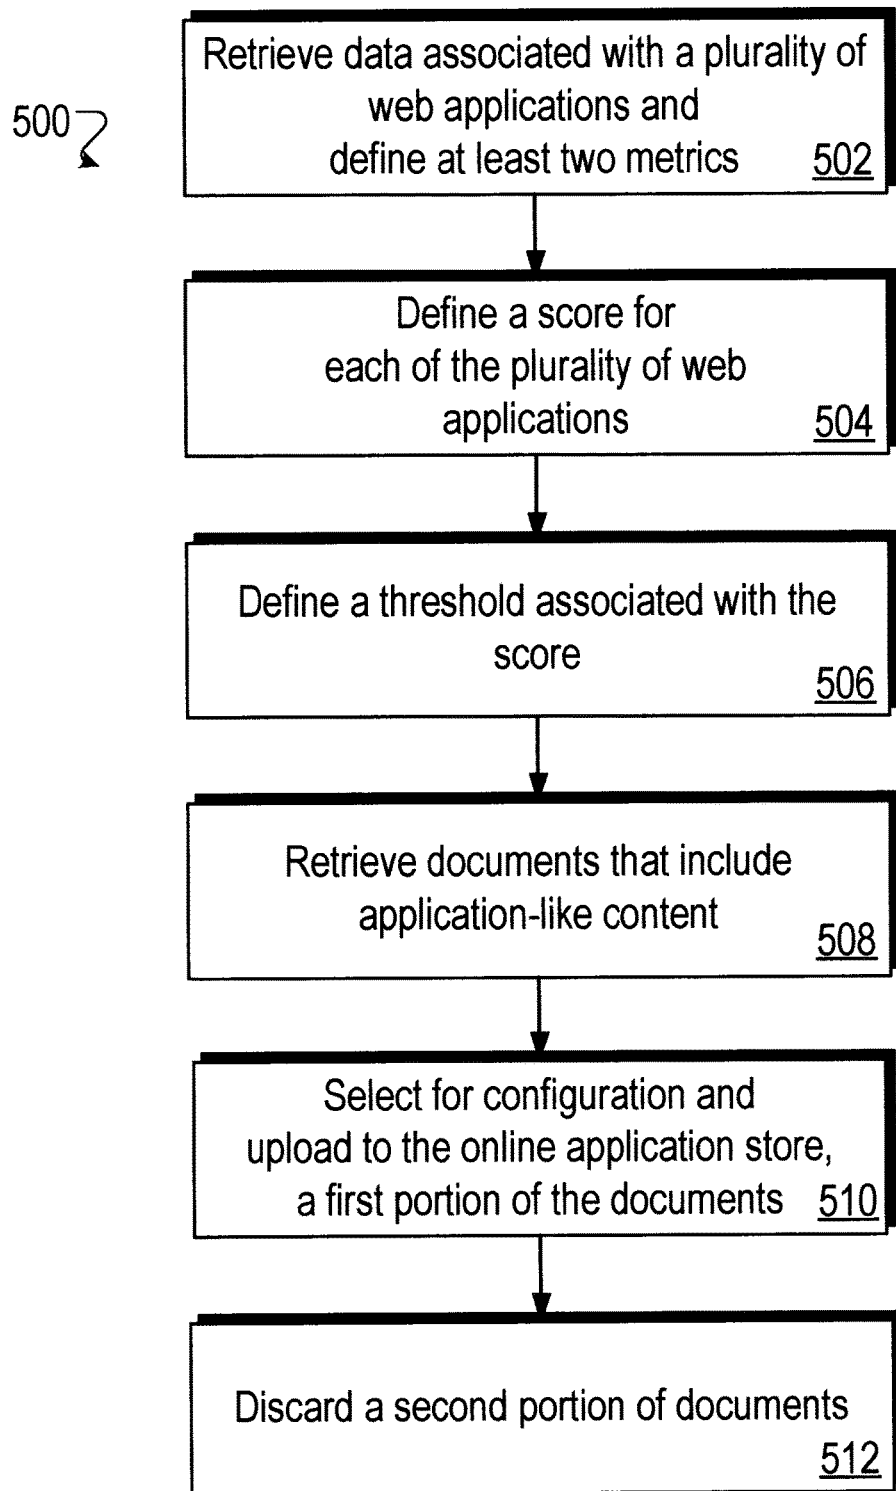 500
Retrieve data associated with a plurality of
web applications and
define at least two metrics 502
Define a score for
each of the plurality of web
applications 504
Define a threshold associated with the
score
506
Retrieve documents that include
application-like content
508
Select for configuration and
upload to the online application store,
a first portion of the documents 510
Discard a second portion of documents
512